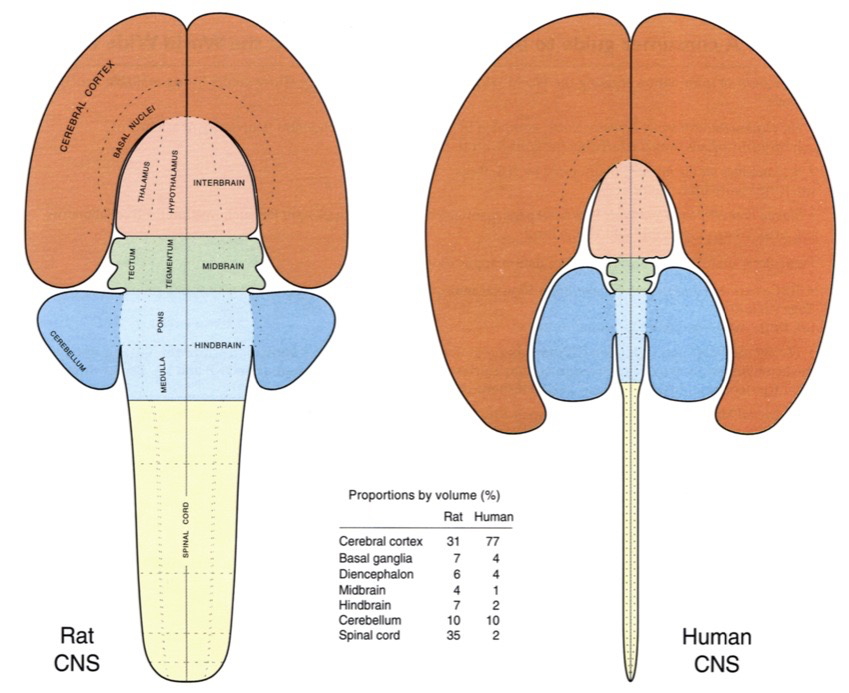 CEREBRAL CORTEX
BASAL NUCLEI
THALAMUS
HYPOTHALAMUS
INTERBRAIN
TECTUM
TEGMENTUM
MIDBRAIN
PONS
HINDBRAIN
CEREBELLUM
MEDULLA
SPINAL CORD
Proportions by volume (%)
Rat Human
Cerebral cortex 31 77
Basal ganglia 7 4
Diencephalon 6 4
Midbrain 4 1
Hindbrain 7 2
Cerebellum 10 10
Spinal cord 35 2
Rat
CNS
Human
CNS